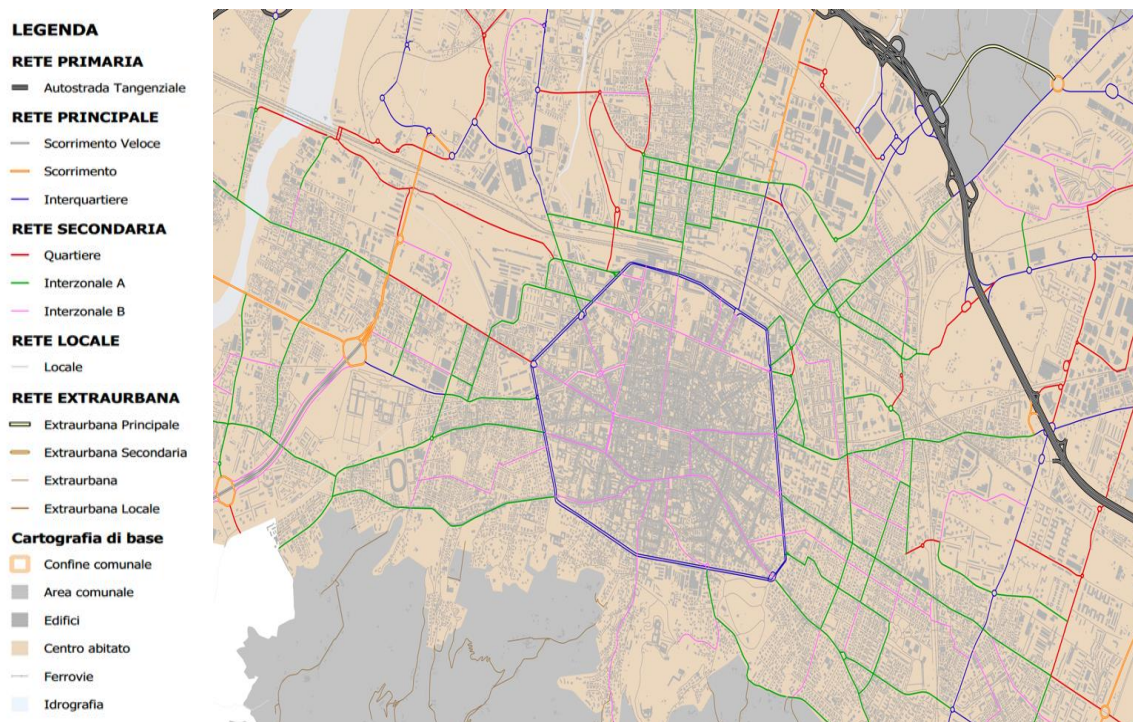 LEGENDA
RETE PRIMARIA
Autostrada Tangenziale
RETE PRINCIPALE
Scorrimento Veloce
Scorrimento
Interquartiere
RETE SECONDARIA
Quartiere
Interzonale A
Interzonale B
RETE LOCALE
Locale
RETE EXTRAURBANA
Extraurbana Principale
Extraurbana Secondaria
Extraurbana
Extraurbana Locale
Cartografia di base
Confine comunale
Area comunale
Edifici
Centro abitato
Ferrovie
Idrografia